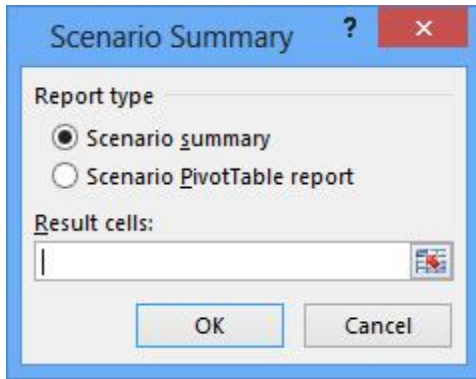 Scenario Summary ?
Report type
Scenario summary
Scenario PivotTable report
Result cells:
OK Cancel